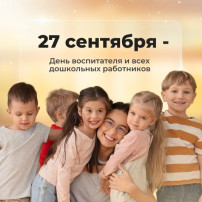 27 сентября -
День воспитателя и всех
дошкольных работников